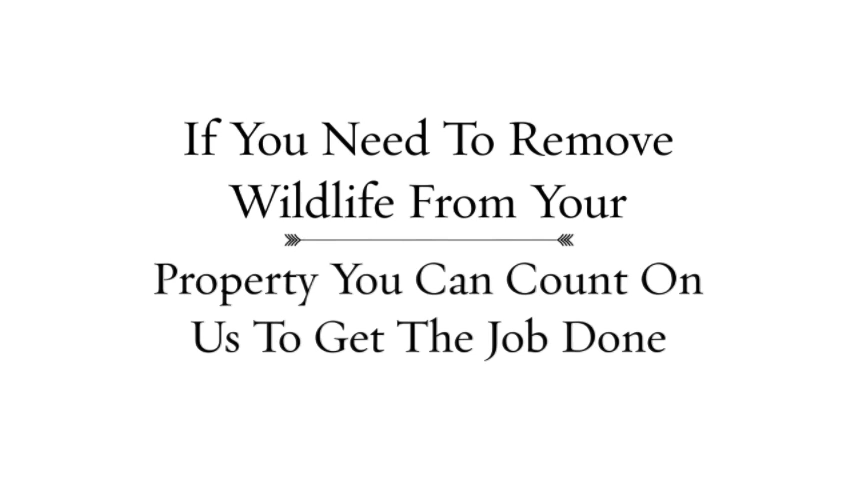 If You Need To Remove
Wildlife From Your
Property You Can Count On
Us To Get The Job Done